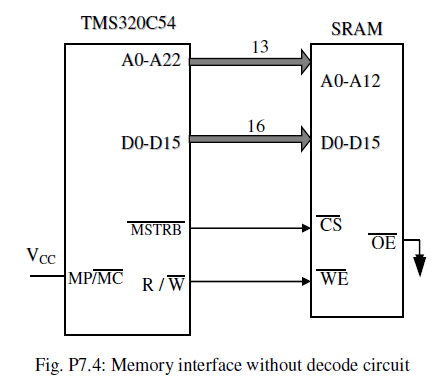 TMS320C54
SRAM
A0-A22
13
A0-A12
D0-D15
16
D0-D15
MSTRB
CS
OE
VCC
MP/MC
R / W
WE
Fig. P7.4: Memory interface without decode circuit